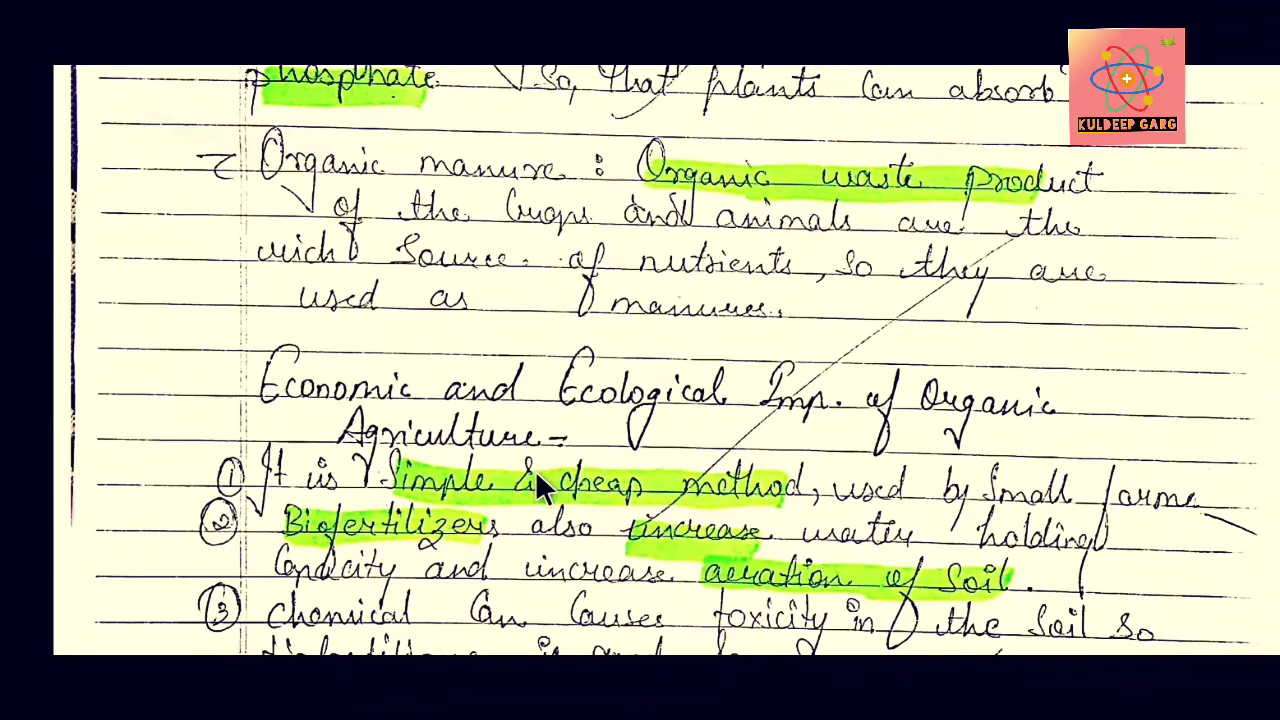 phosphate so, that plants can absorb
Organic manure : Organic waste product
of the crops and animals are the
rich source of nutrients, so they are
used as manures.
Economic and Ecological Imp. of Organic
Agriculture -
① It is Simple & cheap method, used by small farme
② Biofertilizers also increase water holding
Capacity and increase aeration of soil.
③ chemical Can Causes toxicity in the soil so
KULDEEP GARG